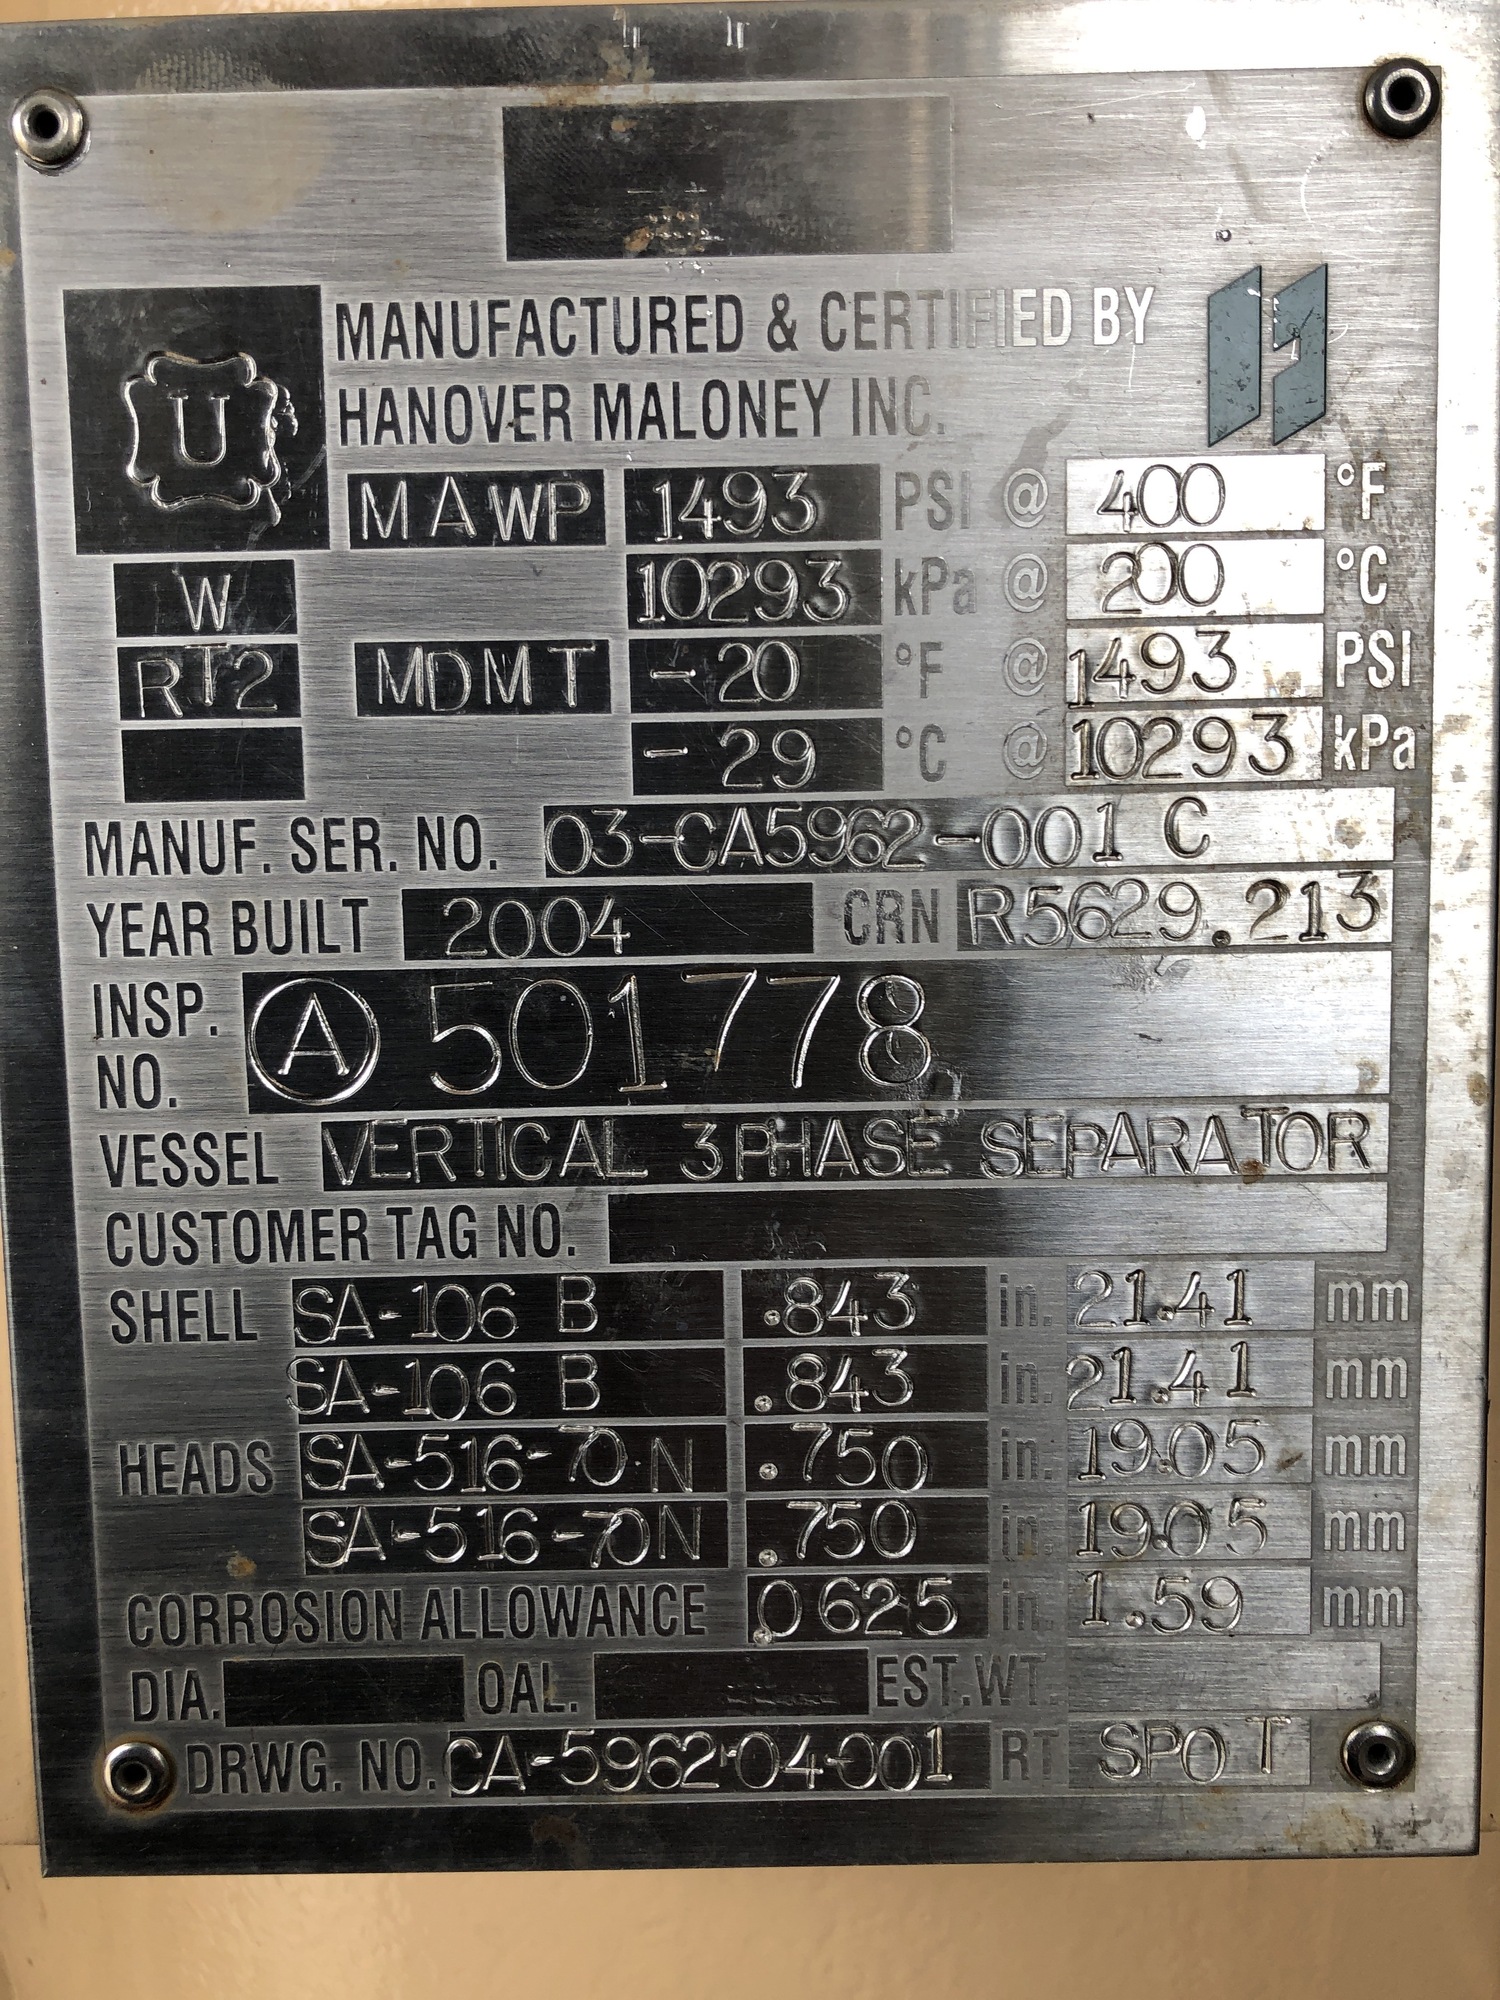 MANUFACTURED & CERTIFIED BY
HANOVER MALONEY INC.
U
MAWP 1493 PSI @ 400 °F
W 10293 kPa @ 200 °C
RT2 MDMT -20 °F @ 1493 PSI
-29 °C @ 10293 kPa
MANUF. SER. NO. 03-CA5962-001 C
YEAR BUILT 2004 CRN R5629.213
INSP. NO. A 501778
VESSEL VERTICAL 3 PHASE SEPARATOR
CUSTOMER TAG NO.
SHELL SA-106 B .843 in. 21.41 mm
SA-106 B .843 in. 21.41 mm
HEADS SA-516-70 N .750 in. 19.05 mm
SA-516-70N .750 in. 19.05 mm
CORROSION ALLOWANCE .0625 in. 1.59 mm
DIA. OAL. EST.WT.
DRWG. NO. CA-5962-04-001 RT SPOT